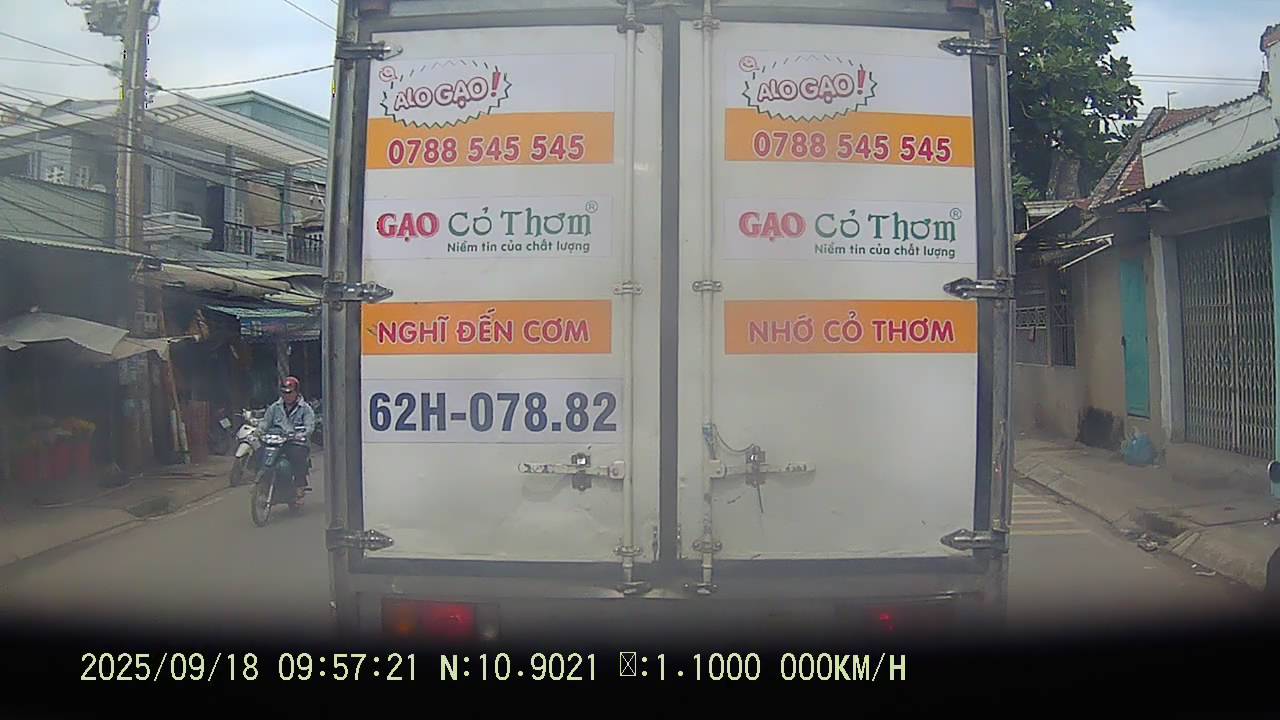 ALO GẠO!
0788 545 545
GẠO CỎ THƠM®
Niềm tin của chất lượng
NGHĨ ĐẾN CƠM
62H-078.82
ALO GẠO!
0788 545 545
GẠO CỎ THƠM®
Niềm tin của chất lượng
NHỚ CỎ THƠM
2025/09/18 09:57:21 N:10.9021 :1.1000 000KM/H